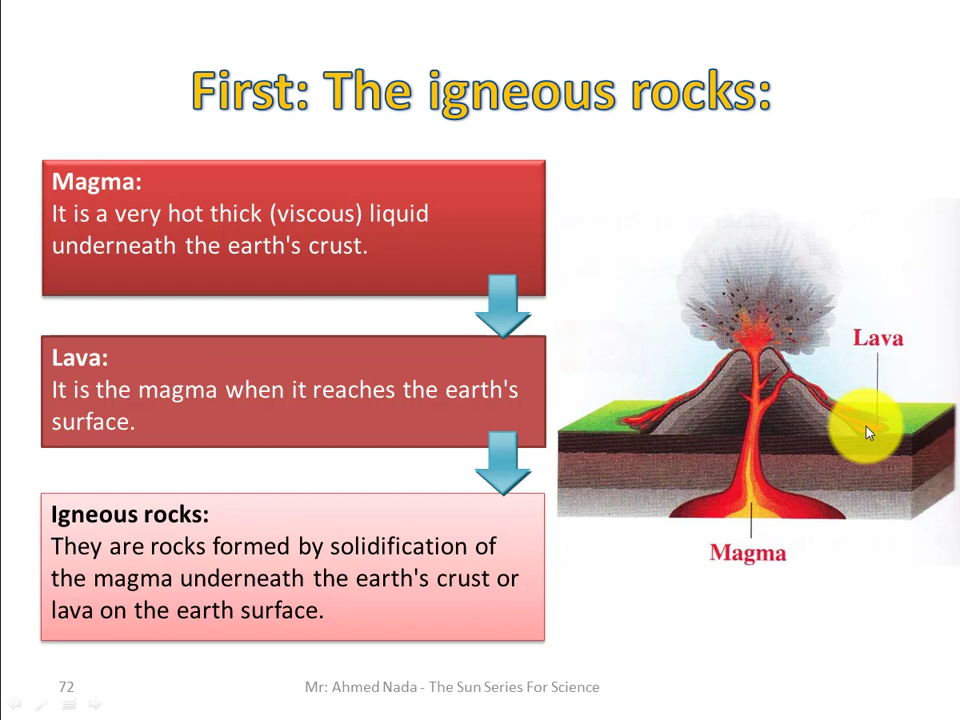 First: The igneous rocks:
Magma:
It is a very hot thick (viscous) liquid
underneath the earth's crust.
Lava:
It is the magma when it reaches the earth's
surface.
Igneous rocks:
They are rocks formed by solidification of
the magma underneath the earth's crust or
lava on the earth surface.
Lava
Magma
72
Mr: Ahmed Nada - The Sun Series For Science